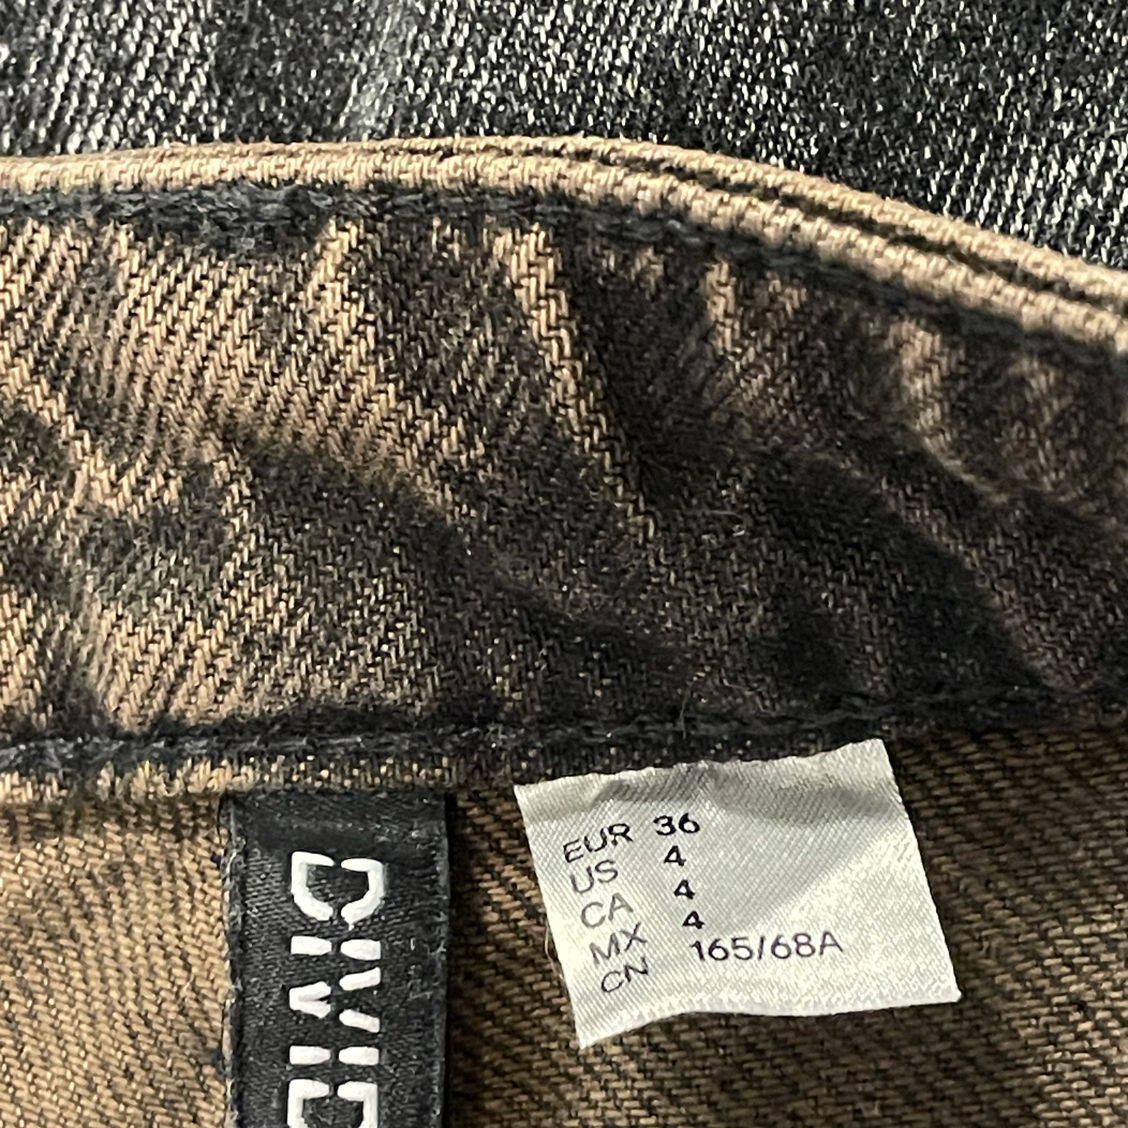 DIVID
EUR 36
US 4
CA 4
MX 4
CN 165/68A